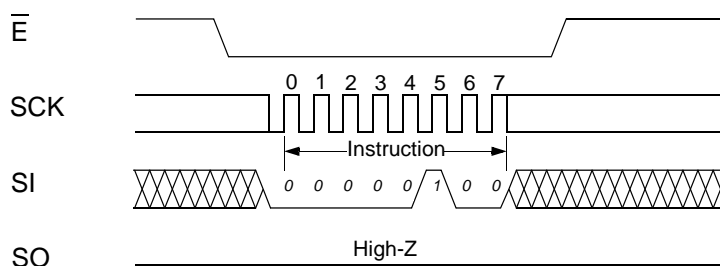 E
SCK
0 1 2 3 4 5 6 7
Instruction
SI
0 0 0 0 0 1 0 0
High-Z
SO